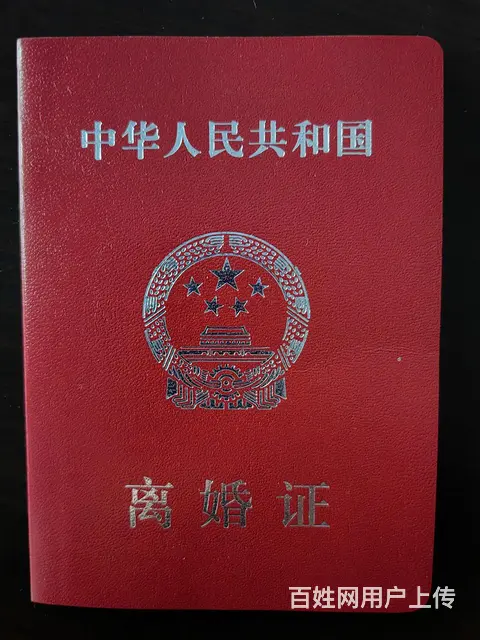 中华人民共和国
离婚证
百姓网用户上传